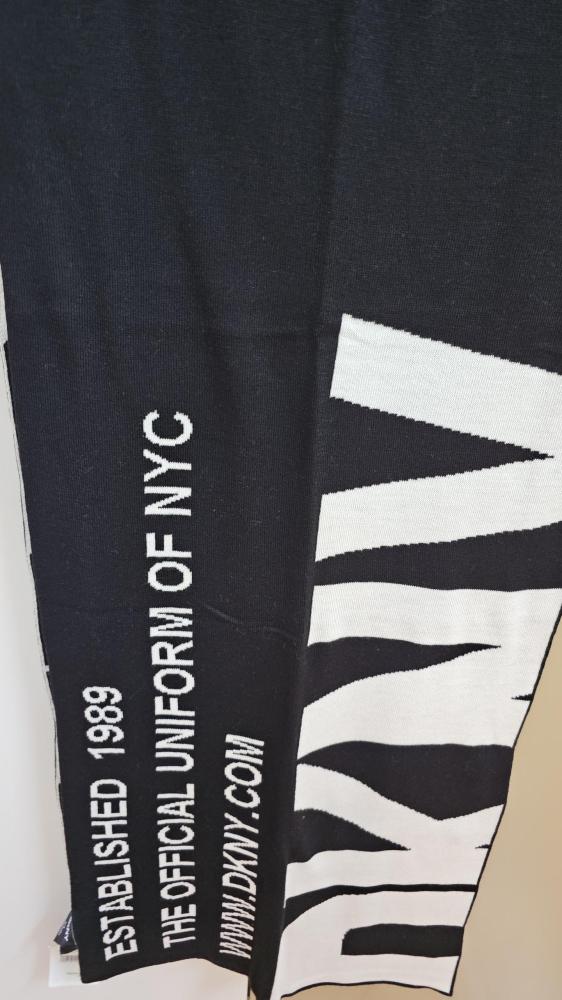 ESTABLISHED 1989
THE OFFICIAL UNIFORM OF NYC
WWW.DKNY.COM
DKNY